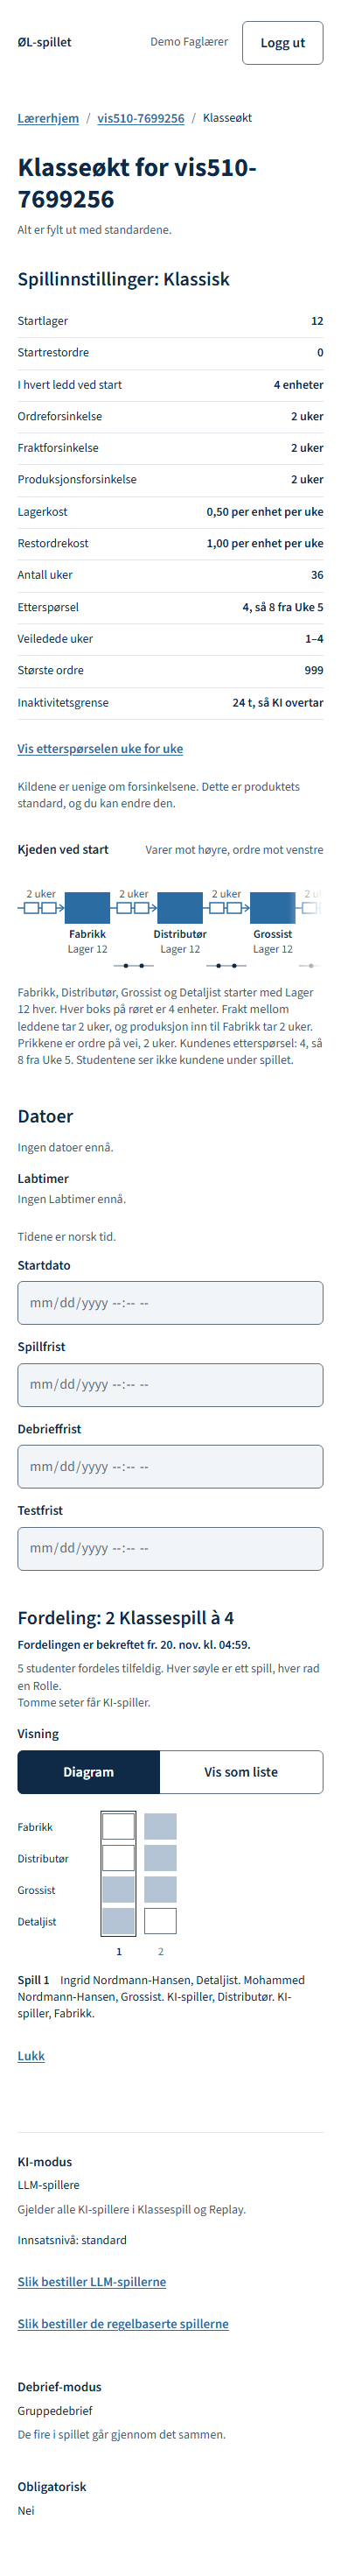 ØL-spillet
Demo Faglærer
Logg ut
Lærerhjem / vis510-7699256 / Klasseøkt
Klasseøkt for vis510-
7699256
Alt er fylt ut med standardene.
Spillinnstillinger: Klassisk
Startlager 12
Startrestordre 0
I hvert ledd ved start 4 enheter
Ordreforsinkelse 2 uker
Fraktforsinkelse 2 uker
Produksjonsforsinkelse 2 uker
Lagerkost 0,50 per enhet per uke
Restordrekost 1,00 per enhet per uke
Antall uker 36
Etterspørsel 4, så 8 fra Uke 5
Veiledede uker 1–4
Største ordre 999
Inaktivitetsgrense 24 t, så KI overtar
Vis etterspørselen uke for uke
Kildene er uenige om forsinkelsene. Dette er produktets
standard, og du kan endre den.
Kjeden ved start Varer mot høyre, ordre mot venstre
2 uker 2 uker 2 uker 2 u
Fabrikk Distributør Grossist
Lager 12 Lager 12 Lager 12
Fabrikk, Distributør, Grossist og Detaljist starter med Lager
12 hver. Hver boks på røret er 4 enheter. Frakt mellom
leddene tar 2 uker, og produksjon inn til Fabrikk tar 2 uker.
Prikkene er ordre på vei, 2 uker. Kundenes etterspørsel: 4, så
8 fra Uke 5. Studentene ser ikke kundene under spillet.
Datoer
Ingen datoer ennå.
Labtimer
Ingen Labtimer ennå.
Tidene er norsk tid.
Startdato
mm/dd/yyyy --:-- --
Spillfrist
mm/dd/yyyy --:-- --
Debrieffrist
mm/dd/yyyy --:-- --
Testfrist
mm/dd/yyyy --:-- --
Fordeling: 2 Klassespill à 4
Fordelingen er bekreftet fr. 20. nov. kl. 04:59.
5 studenter fordeles tilfeldig. Hver søyle er ett spill, hver rad
en Rolle.
Tomme seter får KI-spiller.
Visning
Diagram Vis som liste
Fabrikk
Distributør
Grossist
Detaljist
1 2
Spill 1 Ingrid Nordmann-Hansen, Detaljist. Mohammed
Nordmann-Hansen, Grossist. KI-spiller, Distributør. KI-
spiller, Fabrikk.
Lukk
KI-modus
LLM-spillere
Gjelder alle KI-spillere i Klassespill og Replay.
Innsatsnivå: standard
Slik bestiller LLM-spillerne
Slik bestiller de regelbaserte spillerne
Debrief-modus
Gruppedebrief
De fire i spillet går gjennom det sammen.
Obligatorisk
Nei